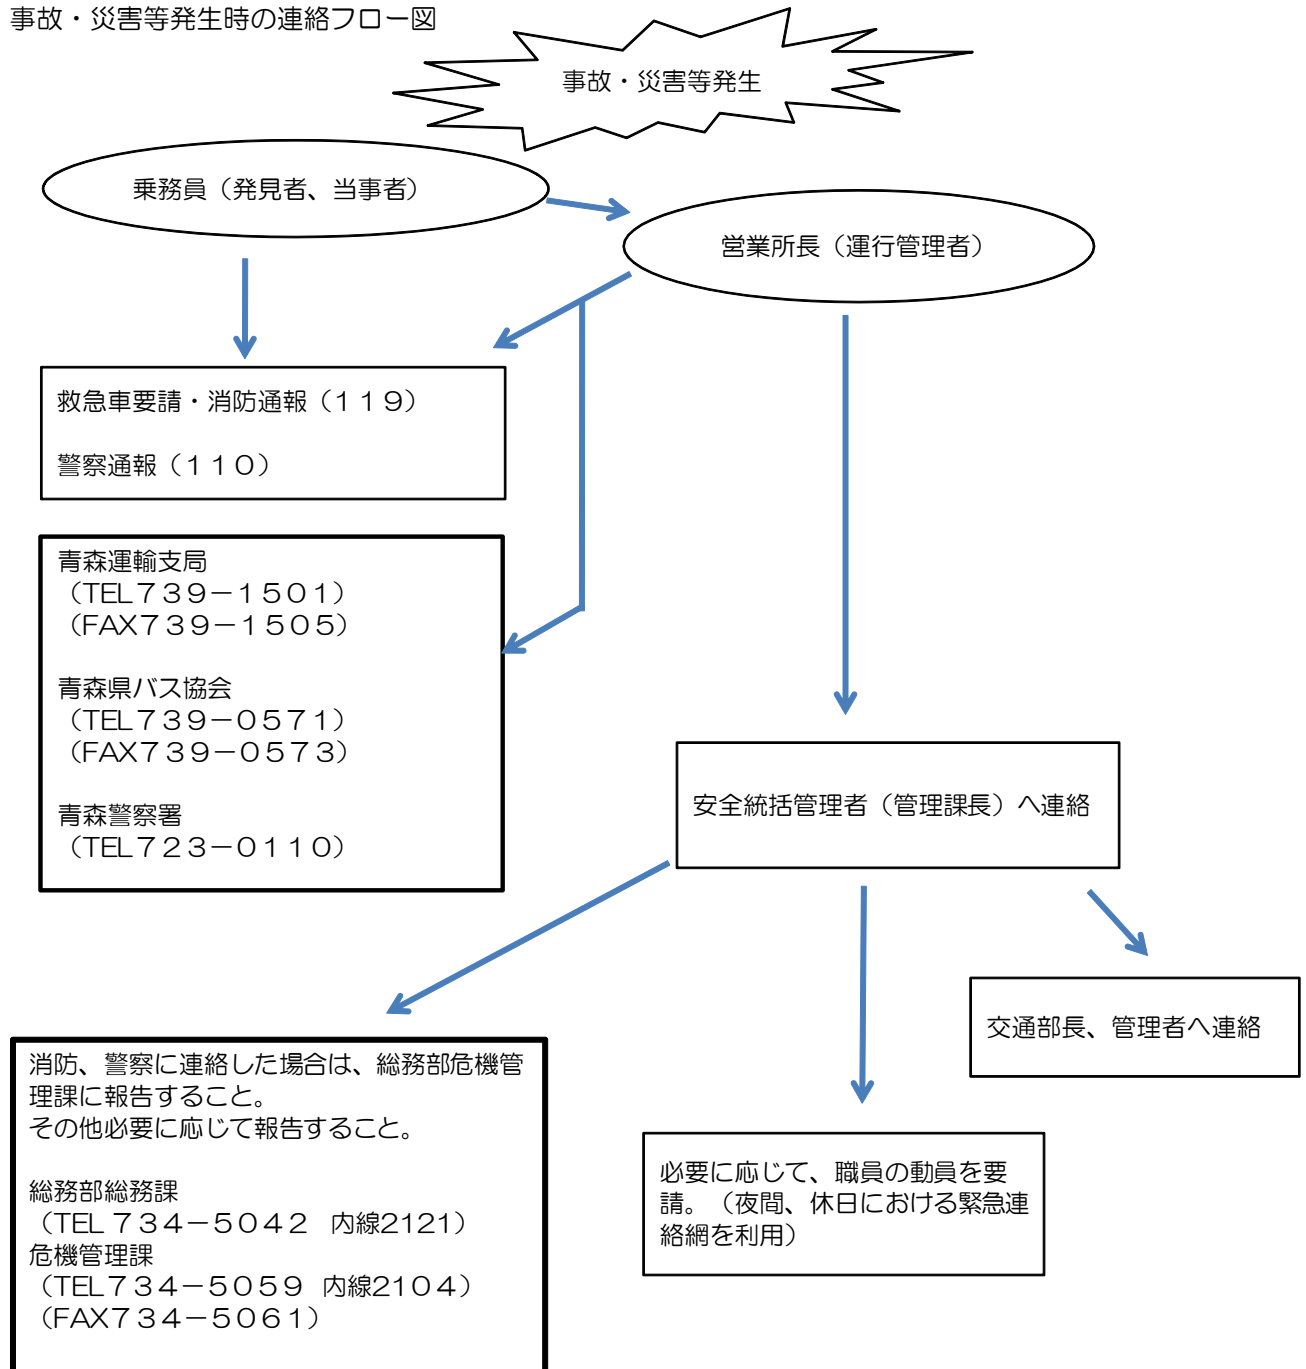 事故・災害等発生時の連絡フロー図
事故・災害等発生
乗務員（発見者、当事者）
営業所長（運行管理者）
救急車要請・消防通報（１１９）
警察通報（１１０）
青森運輸支局
（TEL７３９－１５０１）
（FAX７３９－１５０５）
青森県バス協会
（TEL７３９－０５７１）
（FAX７３９－０５７３）
青森警察署
（TEL７２３－０１１０）
安全統括管理者（管理課長）へ連絡
交通部長、管理者へ連絡
消防、警察に連絡した場合は、総務部危機管
理課に報告すること。
その他必要に応じて報告すること。
総務部総務課
（TEL７３４－５０４２　内線2121）
危機管理課
（TEL７３４－５０５９　内線2１０４）
（FAX７３４－５０６１）
必要に応じて、職員の動員を要
請。（夜間、休日における緊急連
絡網を利用）